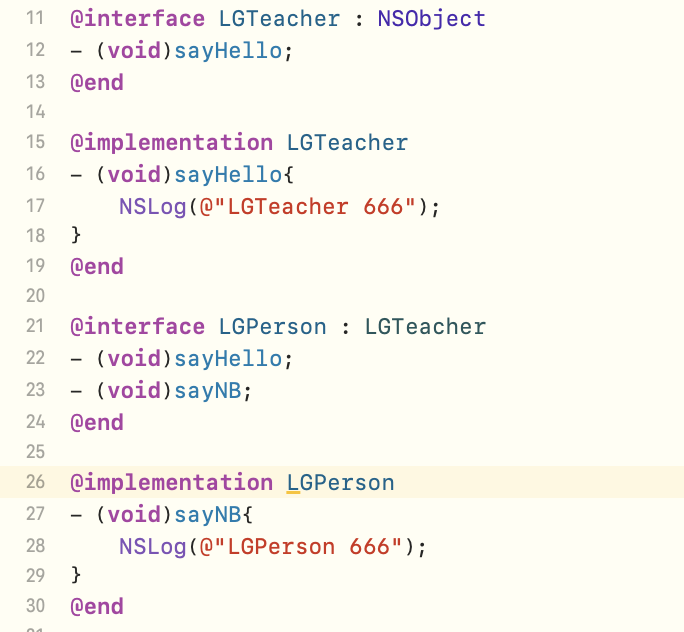 11 @interface LGTeacher : NSObject
12 - (void)sayHello;
13 @end
14
15 @implementation LGTeacher
16 - (void)sayHello{
17     NSLog(@"LGTeacher 666");
18 }
19 @end
20
21 @interface LGPerson : LGTeacher
22 - (void)sayHello;
23 - (void)sayNB;
24 @end
25
26 @implementation LGPerson
27 - (void)sayNB{
28     NSLog(@"LGPerson 666");
29 }
30 @end